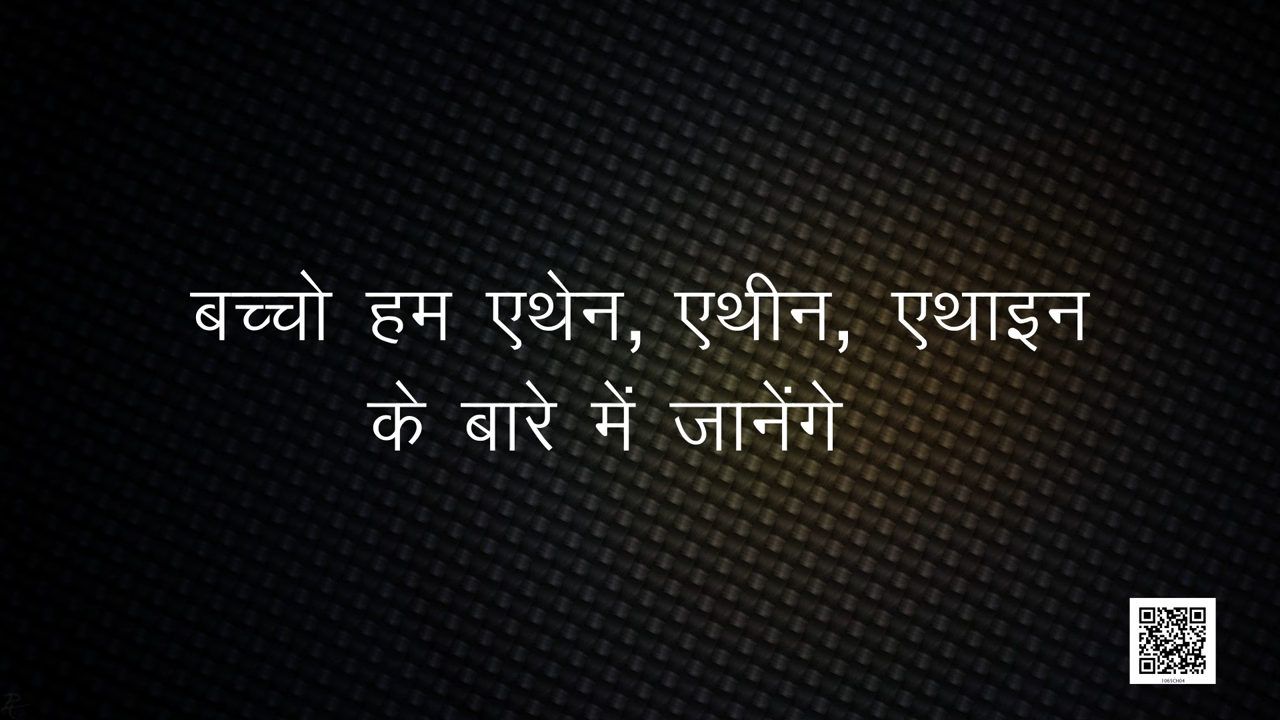 बच्चो हम एथेन, एथीन, एथाइन
के बारे में जानेंगे